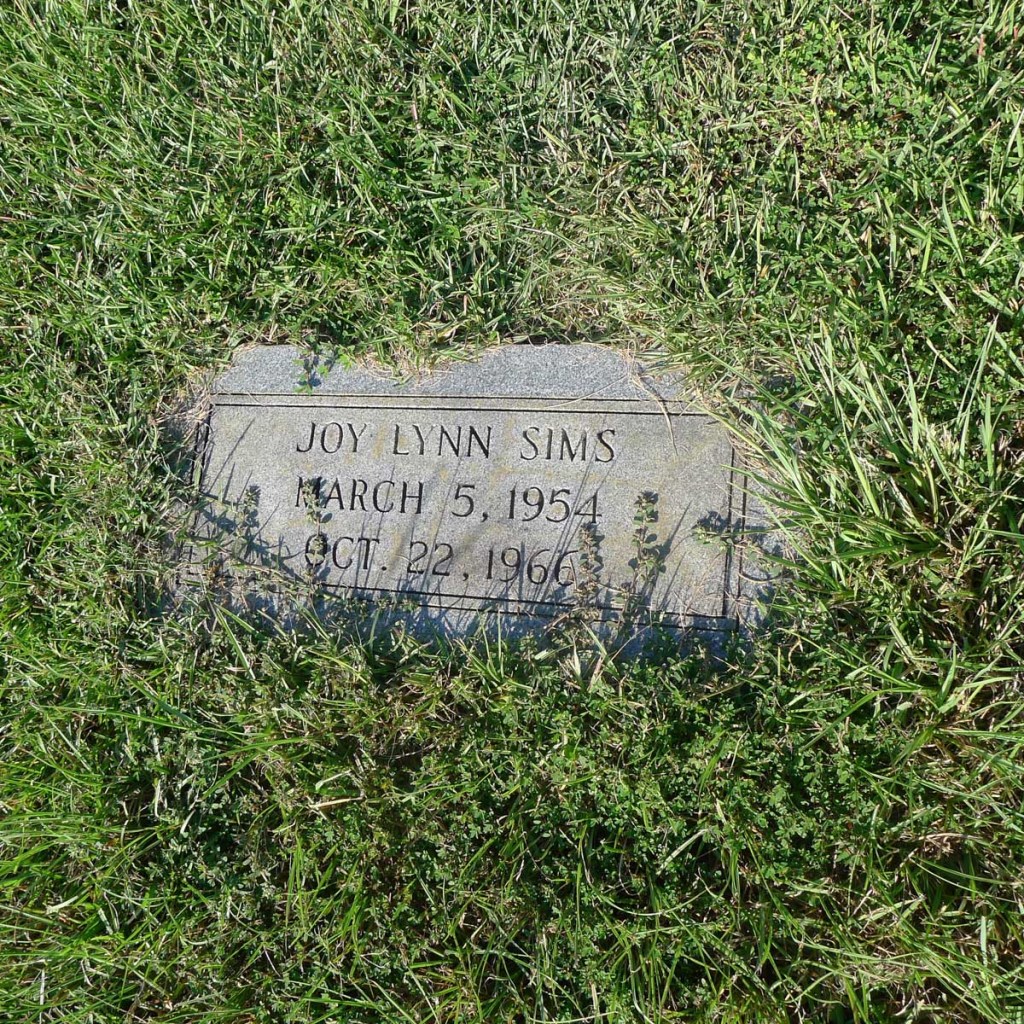 JOY LYNN SIMS
MARCH 5, 1954
OCT. 22, 1966